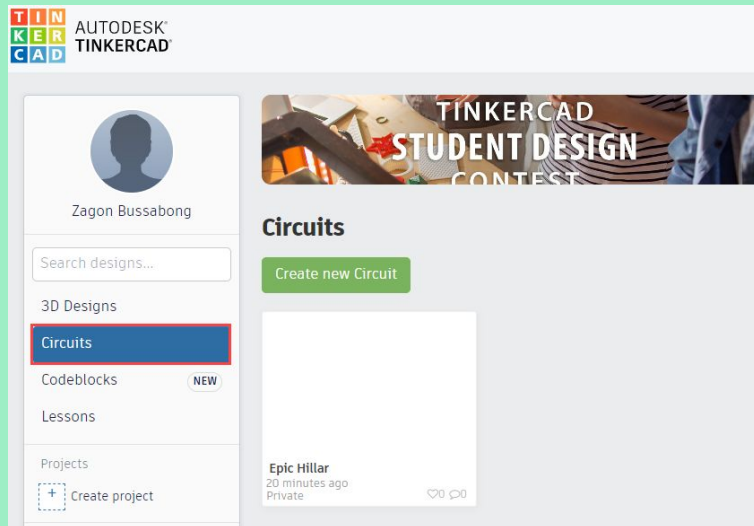 TIN
KER
CAD
AUTODESK®
TINKERCAD®
TINKERCAD
STUDENT DESIGN
CONTEST
Zagon Bussabong
Search designs...
3D Designs
Circuits
Codeblocks NEW
Lessons
Projects
+ Create project
Circuits
Create new Circuit
Epic Hillar
20 minutes ago
Private
0 0